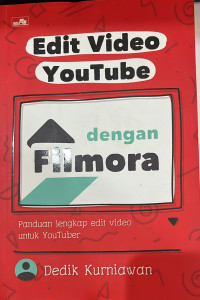 Edit Video
YouTube
dengan
Filmora
Panduan lengkap edit video
untuk YouTuber
Dedik Kurniawan